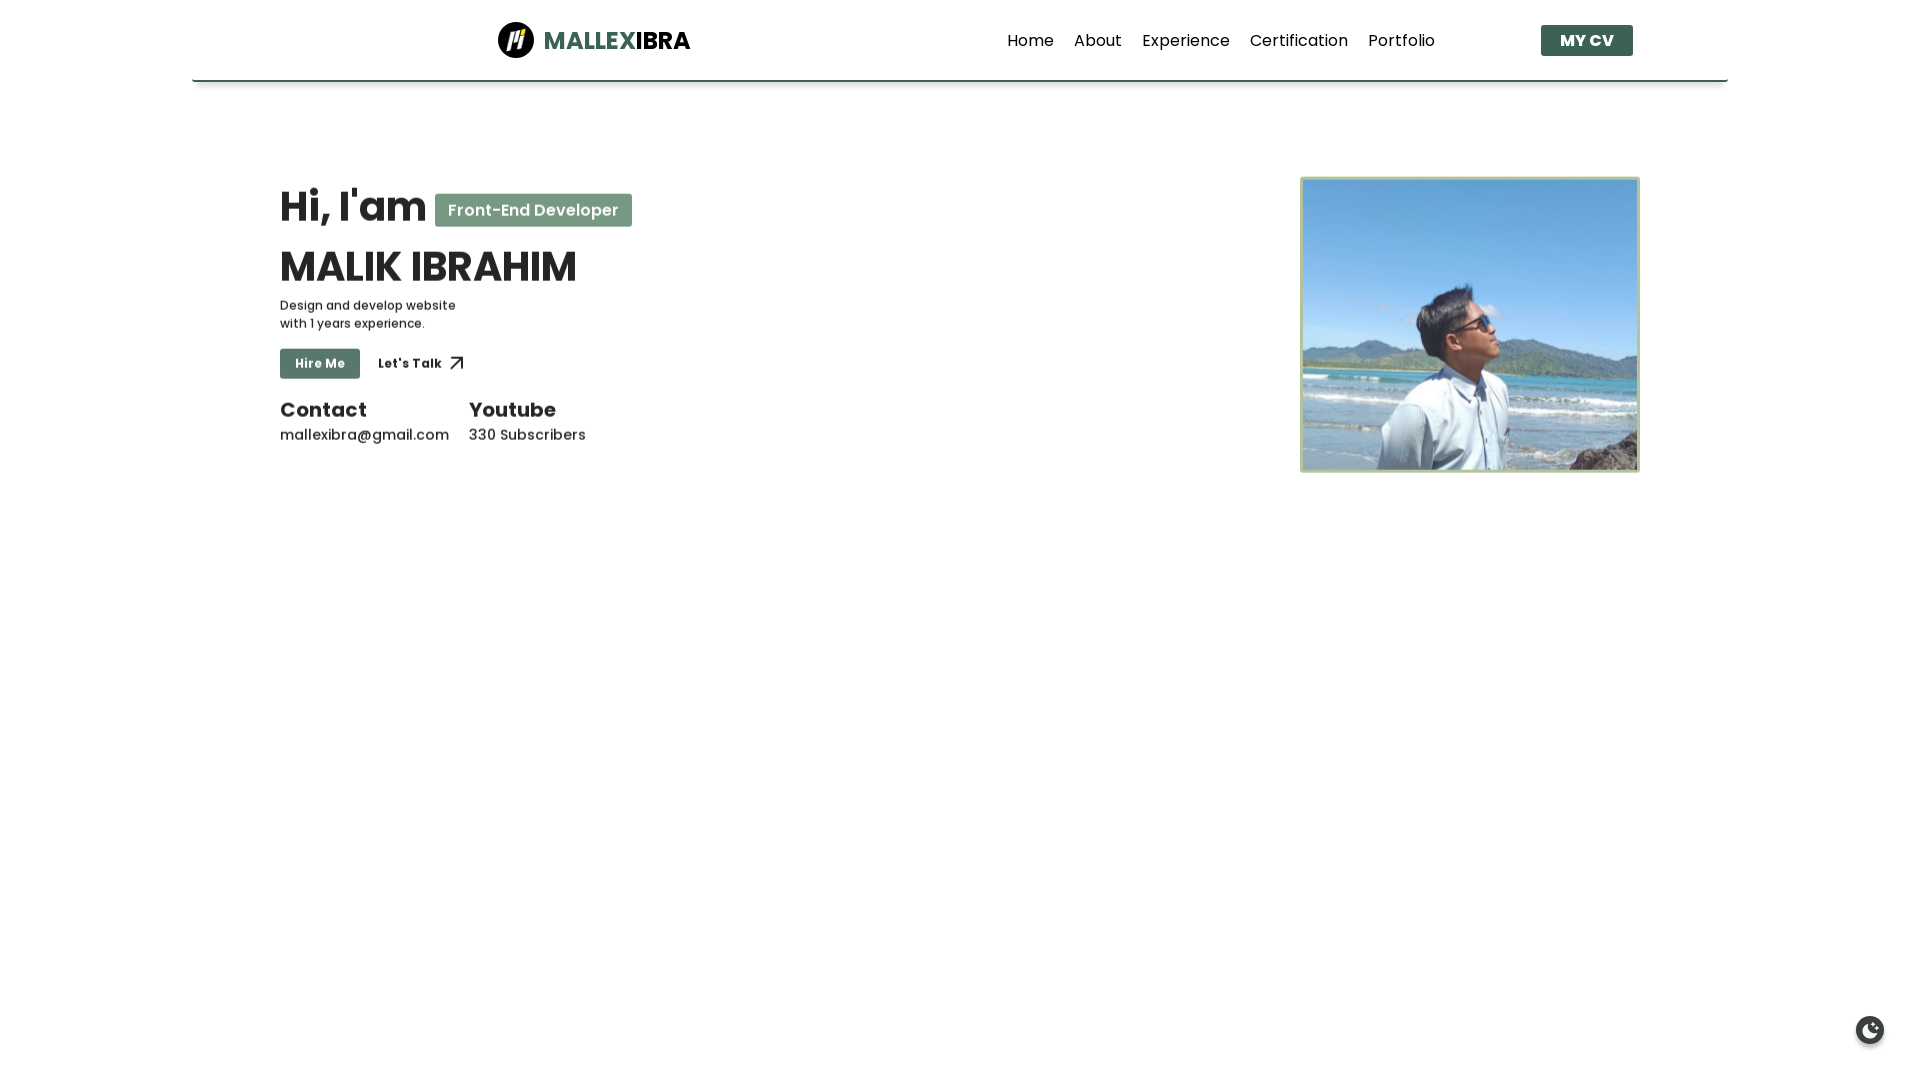 MALLEXIBRA
Home
About
Experience
Certification
Portfolio
MY CV
Hi, I'am Front-End Developer
MALIK IBRAHIM
Design and develop website
with 1 years experience.
Hire Me
Let's Talk
Contact
mallexibra@gmail.com
Youtube
330 Subscribers